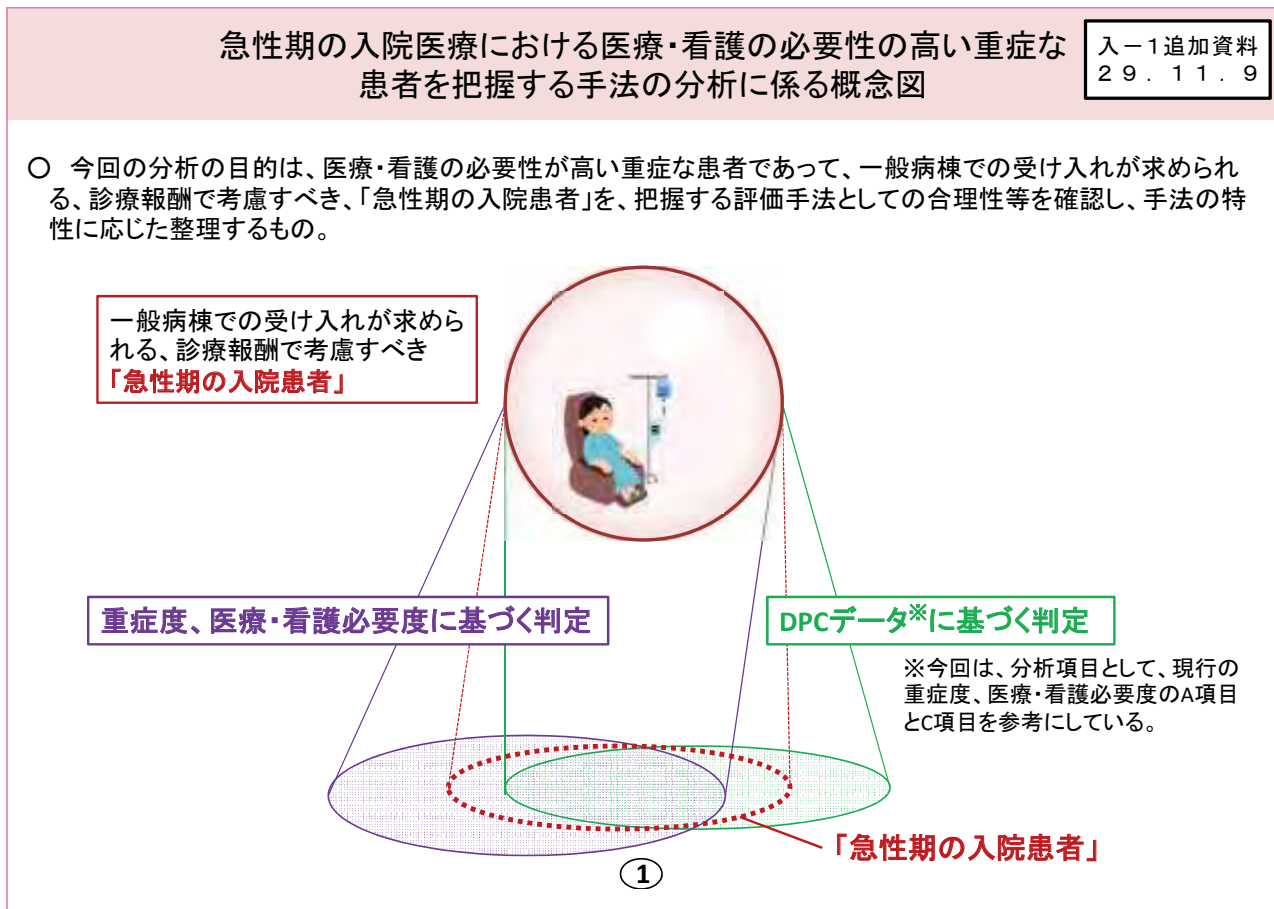 急性期の入院医療における医療・看護の必要性の高い重症な
患者を把握する手法の分析に係る概念図
入－1追加資料
29．11．9
○　今回の分析の目的は、医療・看護の必要性が高い重症な患者であって、一般病棟での受け入れが求められ
る、診療報酬で考慮すべき、「急性期の入院患者」を、把握する評価手法としての合理性等を確認し、手法の特
性に応じた整理するもの。
一般病棟での受け入れが求めら
れる、診療報酬で考慮すべき
「急性期の入院患者」
重症度、医療・看護必要度に基づく判定
DPCデータ※に基づく判定
※今回は、分析項目として、現行の
重症度、医療・看護必要度のA項目
とC項目を参考にしている。
「急性期の入院患者」
①